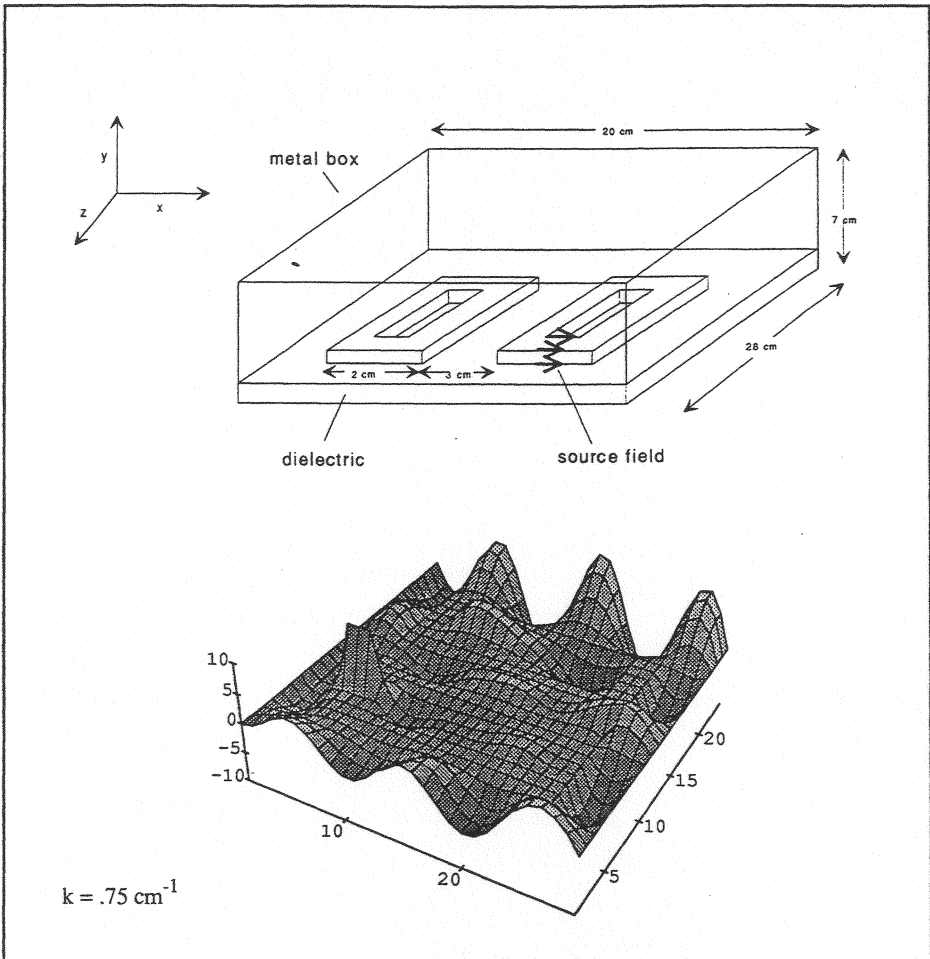 20 cm
metal box
y
x
z
7 cm
28 cm
2 cm
3 cm
dielectric
source field
10
5
0
-5
-10
10
20
5
10
15
20
k = .75 cm-1